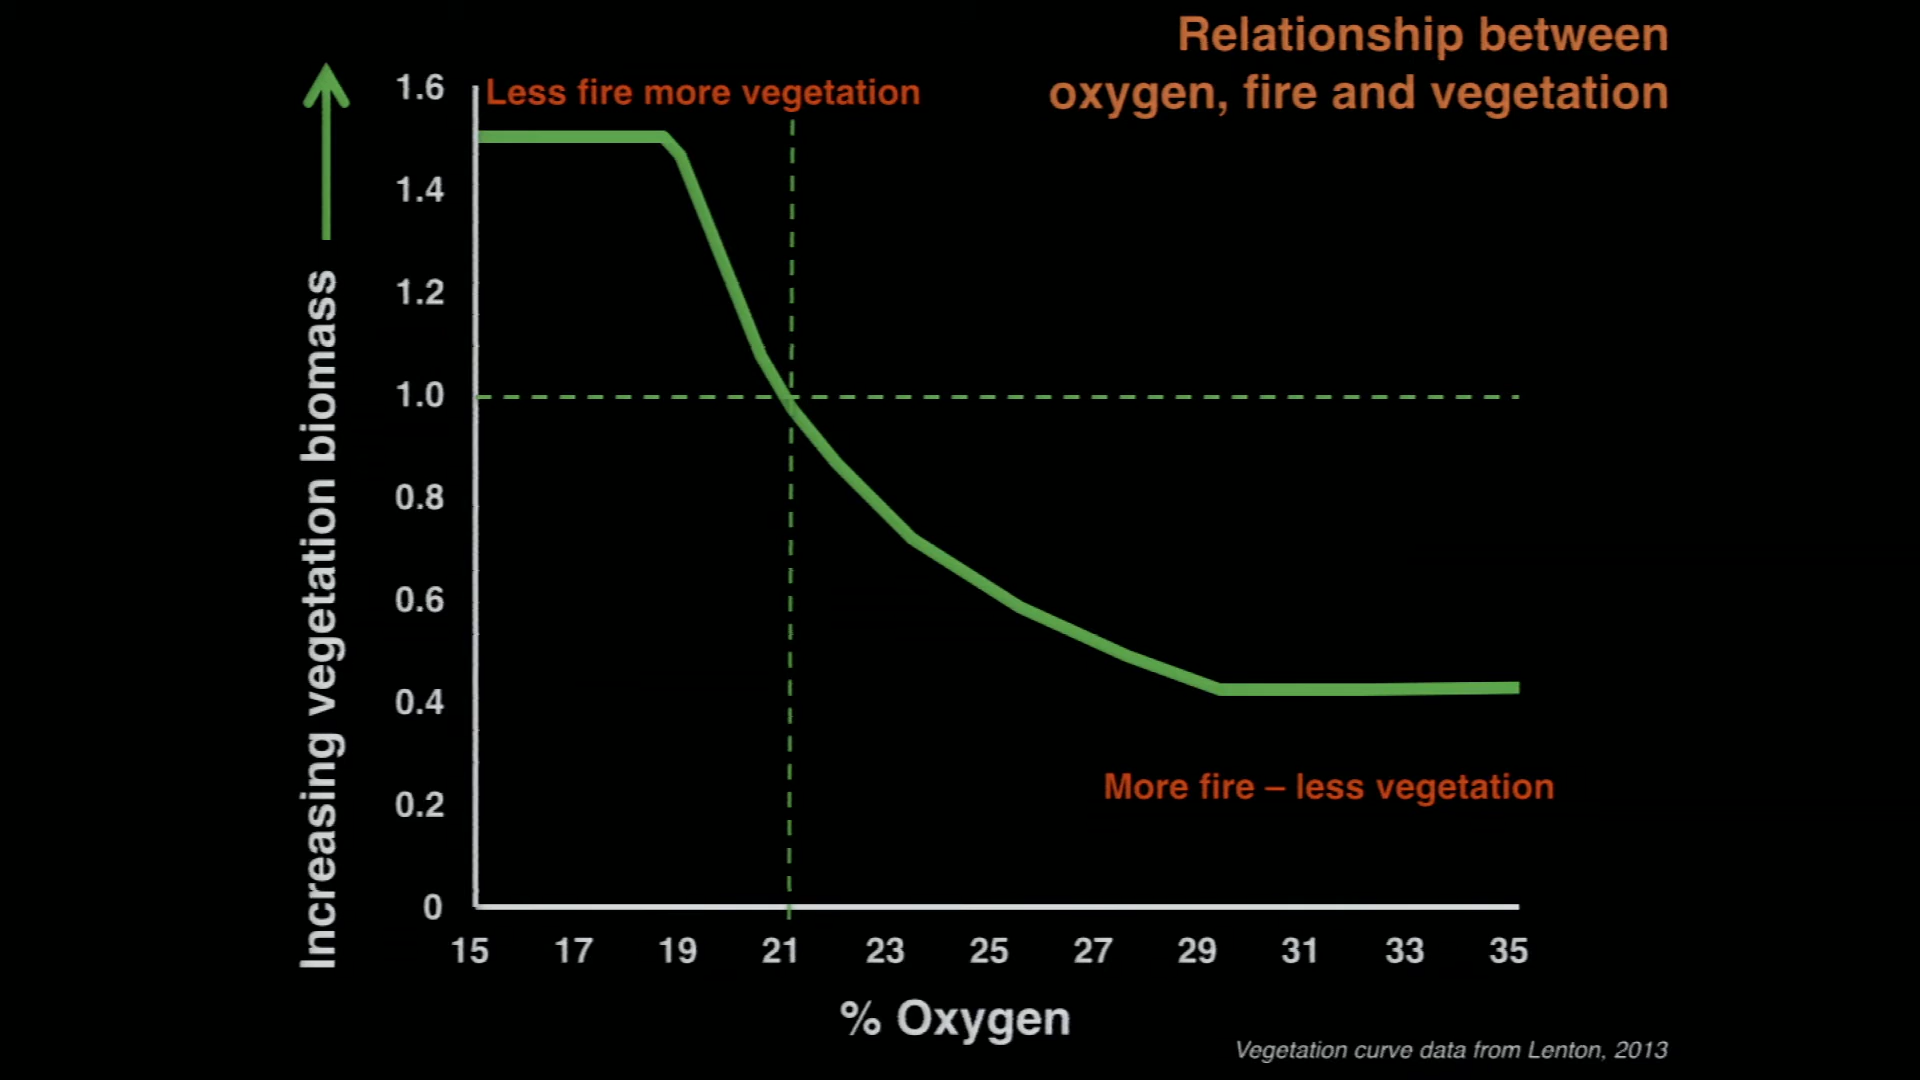 Relationship between
oxygen, fire and vegetation
Less fire more vegetation
Increasing vegetation biomass
1.6
1.4
1.2
1.0
0.8
0.6
0.4
0.2
0
More fire – less vegetation
15 17 19 21 23 25 27 29 31 33 35
% Oxygen
Vegetation curve data from Lenton, 2013